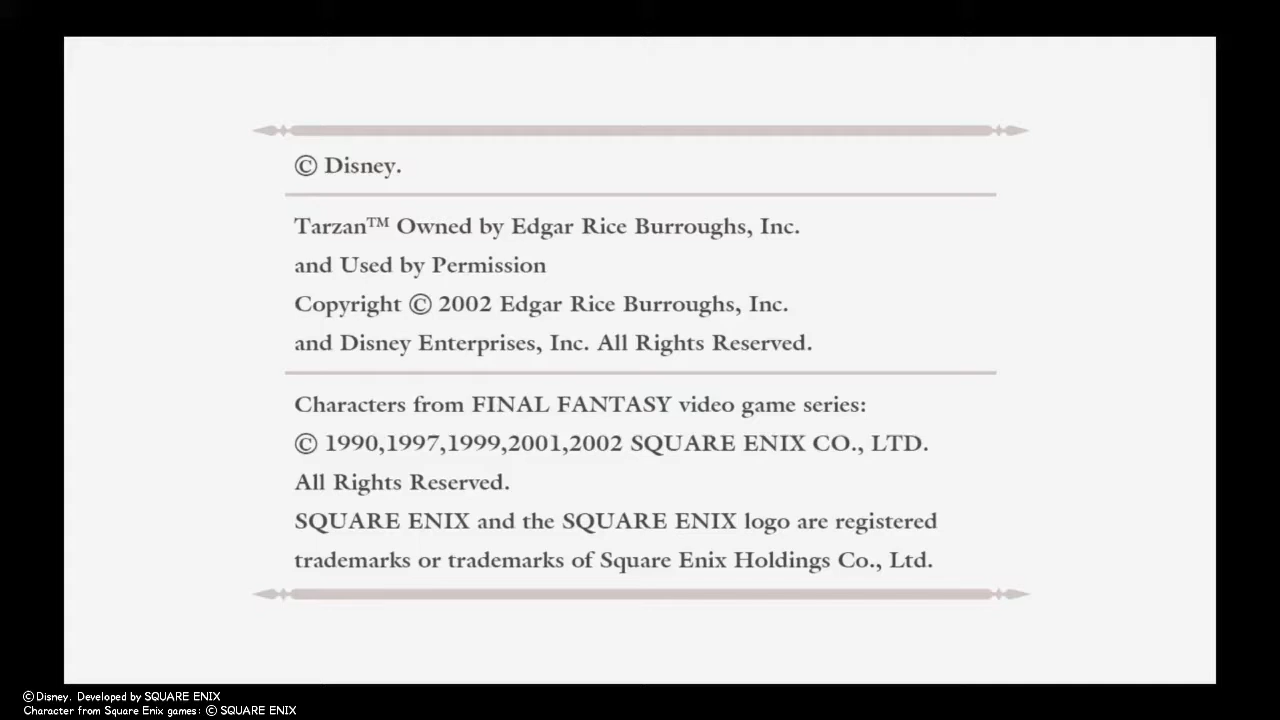 © Disney.
Tarzan™ Owned by Edgar Rice Burroughs, Inc.
and Used by Permission
Copyright © 2002 Edgar Rice Burroughs, Inc.
and Disney Enterprises, Inc. All Rights Reserved.
Characters from FINAL FANTASY video game series:
© 1990,1997,1999,2001,2002 SQUARE ENIX CO., LTD.
All Rights Reserved.
SQUARE ENIX and the SQUARE ENIX logo are registered
trademarks or trademarks of Square Enix Holdings Co., Ltd.
© Disney. Developed by SQUARE ENIX
Character from Square Enix games: © SQUARE ENIX